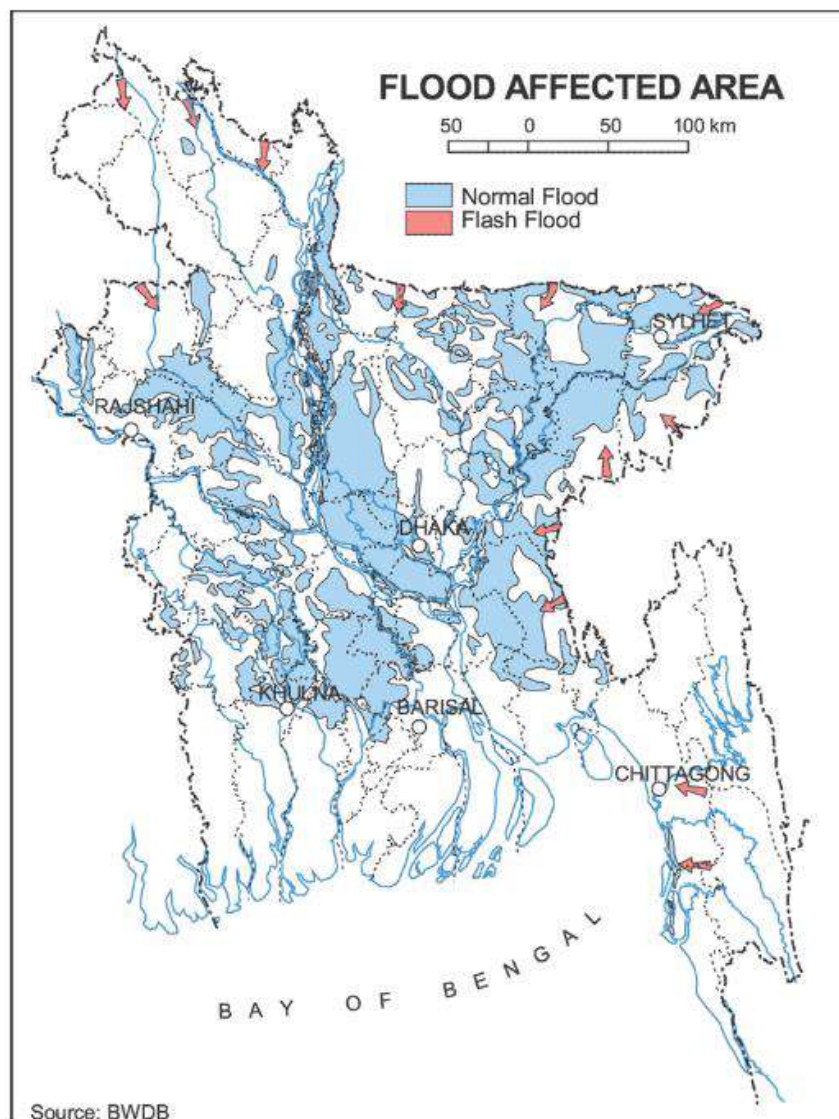 FLOOD AFFECTED AREA
50 0 50 100 km
Normal Flood
Flash Flood
SYLHET
RAJSHAHI
DHAKA
KHULNA
BARISAL
CHITTAGONG
BAY OF BENGAL
Source: BWDB